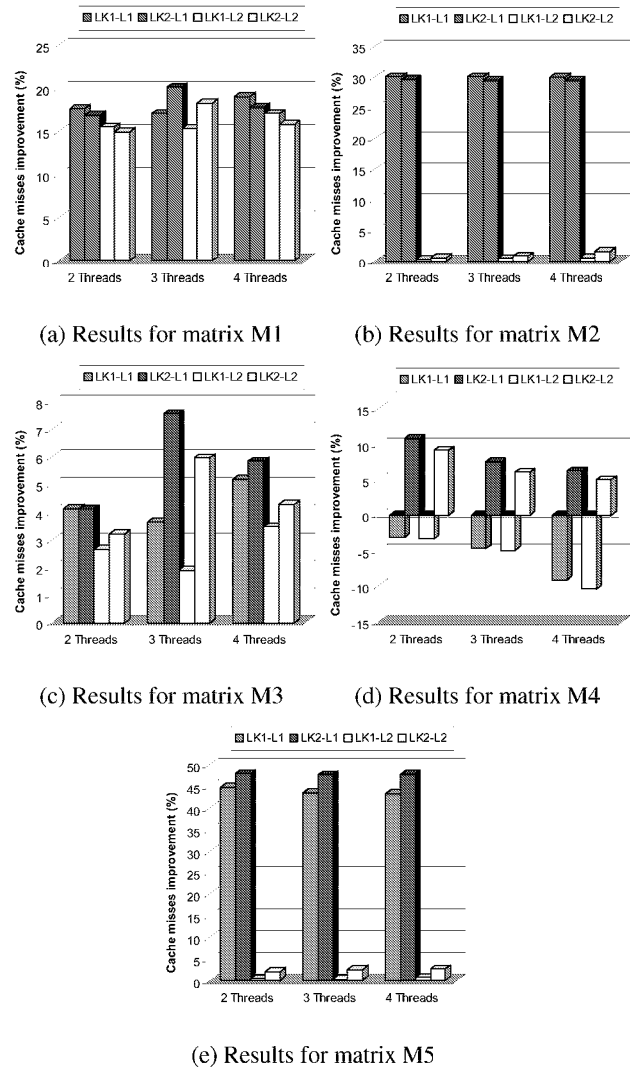 LK1-L1 LK2-L1 LK1-L2 LK2-L2
Cache misses improvement (%)
25
20
15
10
5
0
2 Threads 3 Threads 4 Threads
(a) Results for matrix M1
LK1-L1 LK2-L1 LK1-L2 LK2-L2
Cache misses improvement (%)
35
30
25
20
15
10
5
0
2 Threads 3 Threads 4 Threads
(b) Results for matrix M2
LK1-L1 LK2-L1 LK1-L2 LK2-L2
Cache misses improvement (%)
8
7
6
5
4
3
2
1
0
2 Threads 3 Threads 4 Threads
(c) Results for matrix M3
LK1-L1 LK2-L1 LK1-L2 LK2-L2
Cache misses improvement (%)
15
10
5
0
-5
-10
-15
2 Threads 3 Threads 4 Threads
(d) Results for matrix M4
LK1-L1 LK2-L1 LK1-L2 LK2-L2
Cache misses improvement (%)
50
45
40
35
30
25
20
15
10
5
0
2 Threads 3 Threads 4 Threads
(e) Results for matrix M5